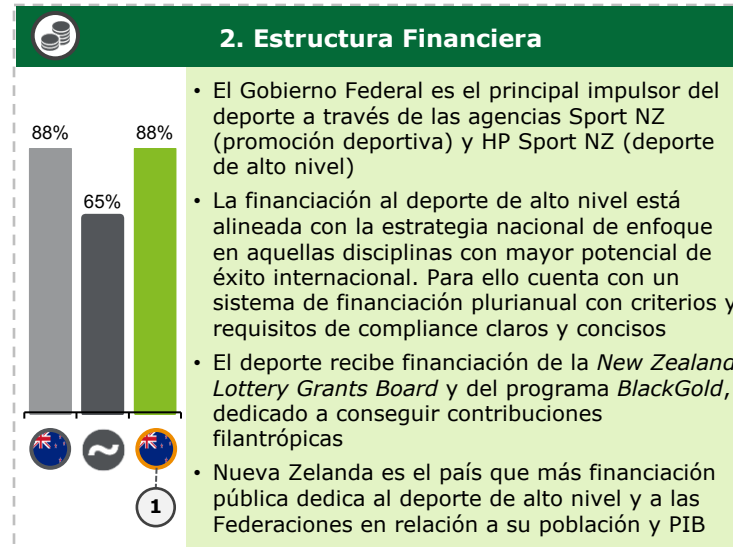 2. Estructura Financiera
88%
65%
88%
1
• El Gobierno Federal es el principal impulsor del
deporte a través de las agencias Sport NZ
(promoción deportiva) y HP Sport NZ (deporte
de alto nivel)
• La financiación al deporte de alto nivel está
alineada con la estrategia nacional de enfoque
en aquellas disciplinas con mayor potencial de
éxito internacional. Para ello cuenta con un
sistema de financiación plurianual con criterios y
requisitos de compliance claros y concisos
• El deporte recibe financiación de la New Zealand
Lottery Grants Board y del programa BlackGold,
dedicado a conseguir contribuciones
filantrópicas
• Nueva Zelanda es el país que más financiación
pública dedica al deporte de alto nivel y a las
Federaciones en relación a su población y PIB